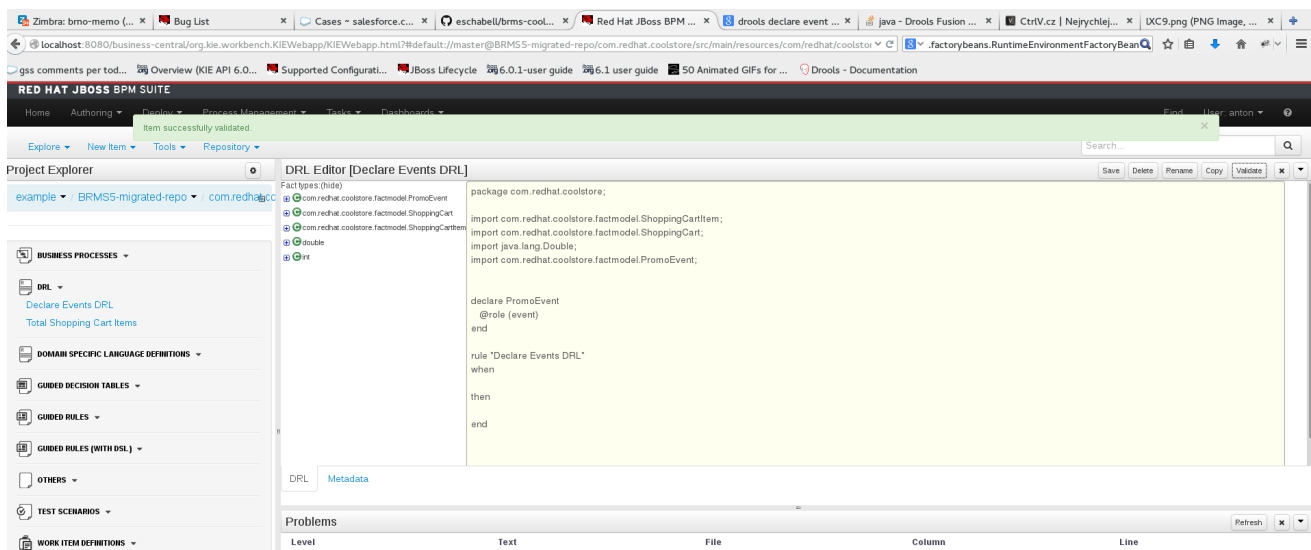 Zimbra: brno-memo (... × Bug List × Cases ~ salesforce.c... × eschabell/brms-cool... × Red Hat JBoss BPM ... × drools declare event ... × java - Drools Fusion ... × CtrlV.cz | Nejrychlej... × IXC9.png (PNG Image, ... ×
localhost:8080/business-central/org.kie.workbench.KIEWebapp/KIEWebapp.html?#default://master@BRMS5-migrated-repo/com.redhat.coolstore/src/main/resources/com/redhat/coolstor .factorybeans.RuntimeEnvironmentFactoryBean
gss comments per tod... Overview (KIE API 6.0... Supported Configurati... JBoss Lifecycle 6.0.1-user guide 6.1 user guide 50 Animated GIFs for ... Drools - Documentation
RED HAT JBOSS BPM SUITE
Home Authoring Deploy Process Management Tasks Dashboards Find User: anton
Item successfully validated. ×
Explore New Item Tools Repository Search...
Project Explorer
DRL Editor [Declare Events DRL] Save Delete Rename Copy Validate
example / BRMS5-migrated-repo / com.redhat
Fact types:(hide)
com.redhat.coolstore.factmodel.PromoEvent
com.redhat.coolstore.factmodel.ShoppingCart
com.redhat.coolstore.factmodel.ShoppingCartItem
double
int
package com.redhat.coolstore;
import com.redhat.coolstore.factmodel.ShoppingCartItem;
import com.redhat.coolstore.factmodel.ShoppingCart;
import java.lang.Double;
import com.redhat.coolstore.factmodel.PromoEvent;
declare PromoEvent
@role (event)
end
rule "Declare Events DRL"
when
then
end
BUSINESS PROCESSES
DRL
Declare Events DRL
Total Shopping Cart Items
DOMAIN SPECIFIC LANGUAGE DEFINITIONS
GUIDED DECISION TABLES
GUIDED RULES
GUIDED RULES (WITH DSL)
OTHERS
TEST SCENARIOS
WORK ITEM DEFINITIONS
DRL Metadata
Problems Refresh
Level Text File Column Line